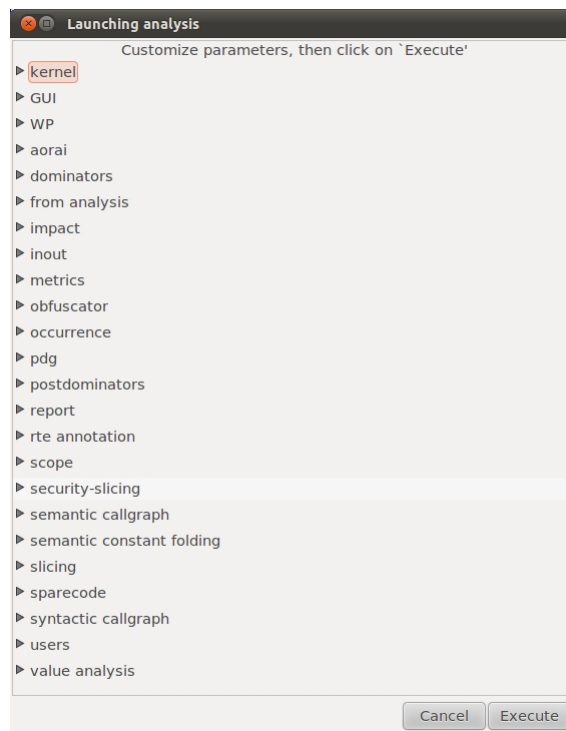 Launching analysis
Customize parameters, then click on `Execute'
kernel
GUI
WP
aorai
dominators
from analysis
impact
inout
metrics
obfuscator
occurrence
pdg
postdominators
report
rte annotation
scope
security-slicing
semantic callgraph
semantic constant folding
slicing
sparecode
syntactic callgraph
users
value analysis
Cancel Execute